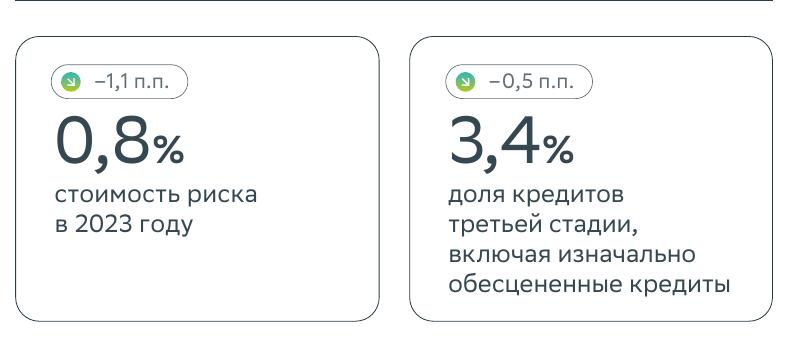 −1,1 п.п.
0,8%
стоимость риска
в 2023 году
−0,5 п.п.
3,4%
доля кредитов
третьей стадии,
включая изначально
обесцененные кредиты